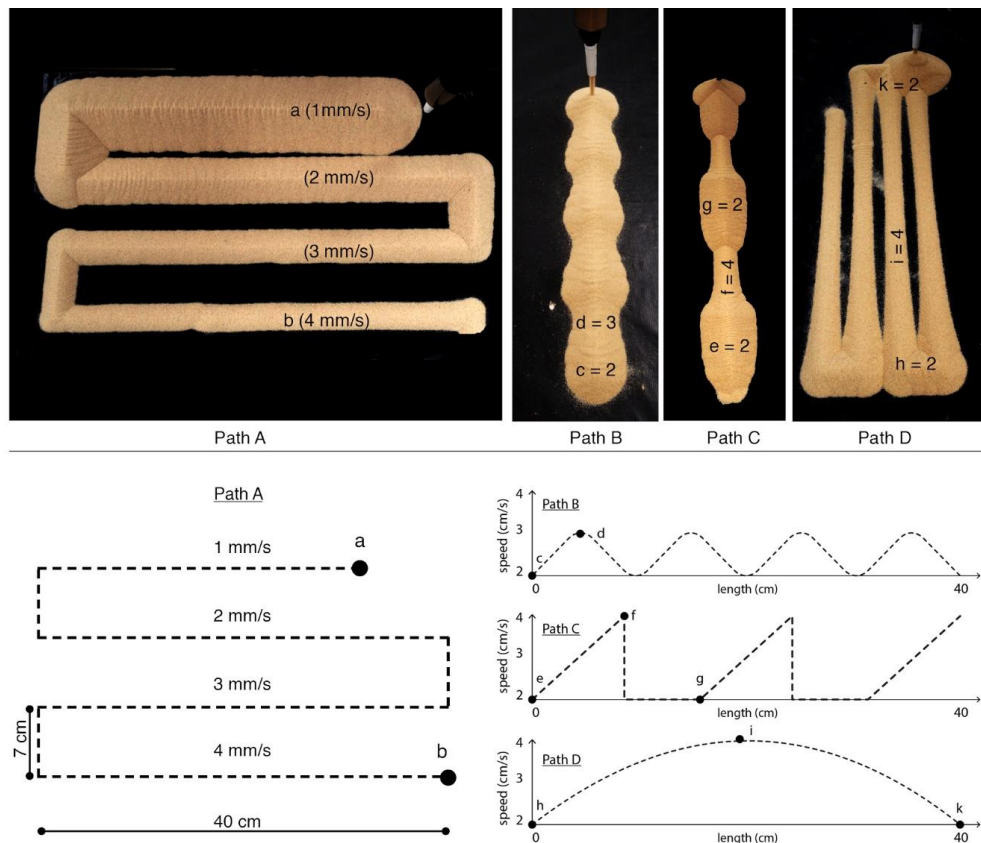 a (1mm/s)
(2 mm/s)
(3 mm/s)
b (4 mm/s)
d = 3
c = 2
g = 2
f = 4
e = 2
k = 2
i = 4
h = 2
Path A
Path B
Path C
Path D
Path A
1 mm/s
a
2 mm/s
3 mm/s
7 cm
4 mm/s
b
40 cm
4
Path B
speed (cm/s)
3
c
d
2
0
length (cm)
40
4
Path C
speed (cm/s)
3
f
e
g
2
0
length (cm)
40
4
Path D
speed (cm/s)
3
i
h
k
2
0
length (cm)
40